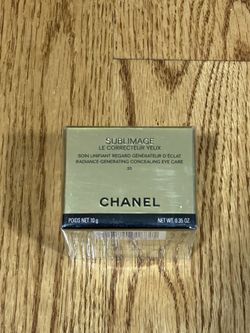 SUBLIMAGE
LE CORRECTEUR YEUX
SOIN UNIFIANT REGARD GÉNÉRATEUR D'ÉCLAT
RADIANCE-GENERATING CONCEALING EYE CARE
CHANEL
POIDS NET 10 g
NET WT. 0.35 OZ.